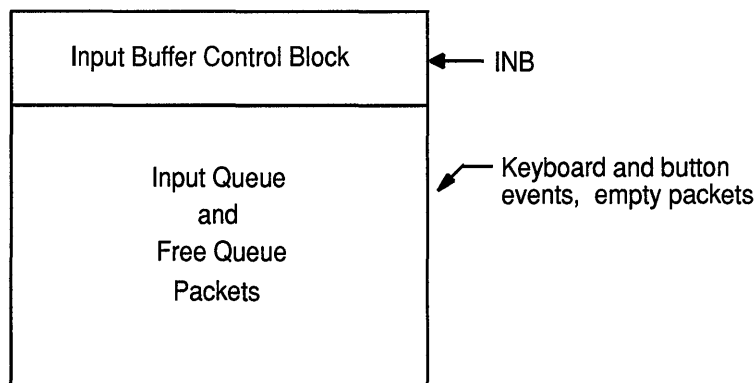 Input Buffer Control Block
INB
Input Queue
and
Free Queue
Packets
Keyboard and button
events, empty packets